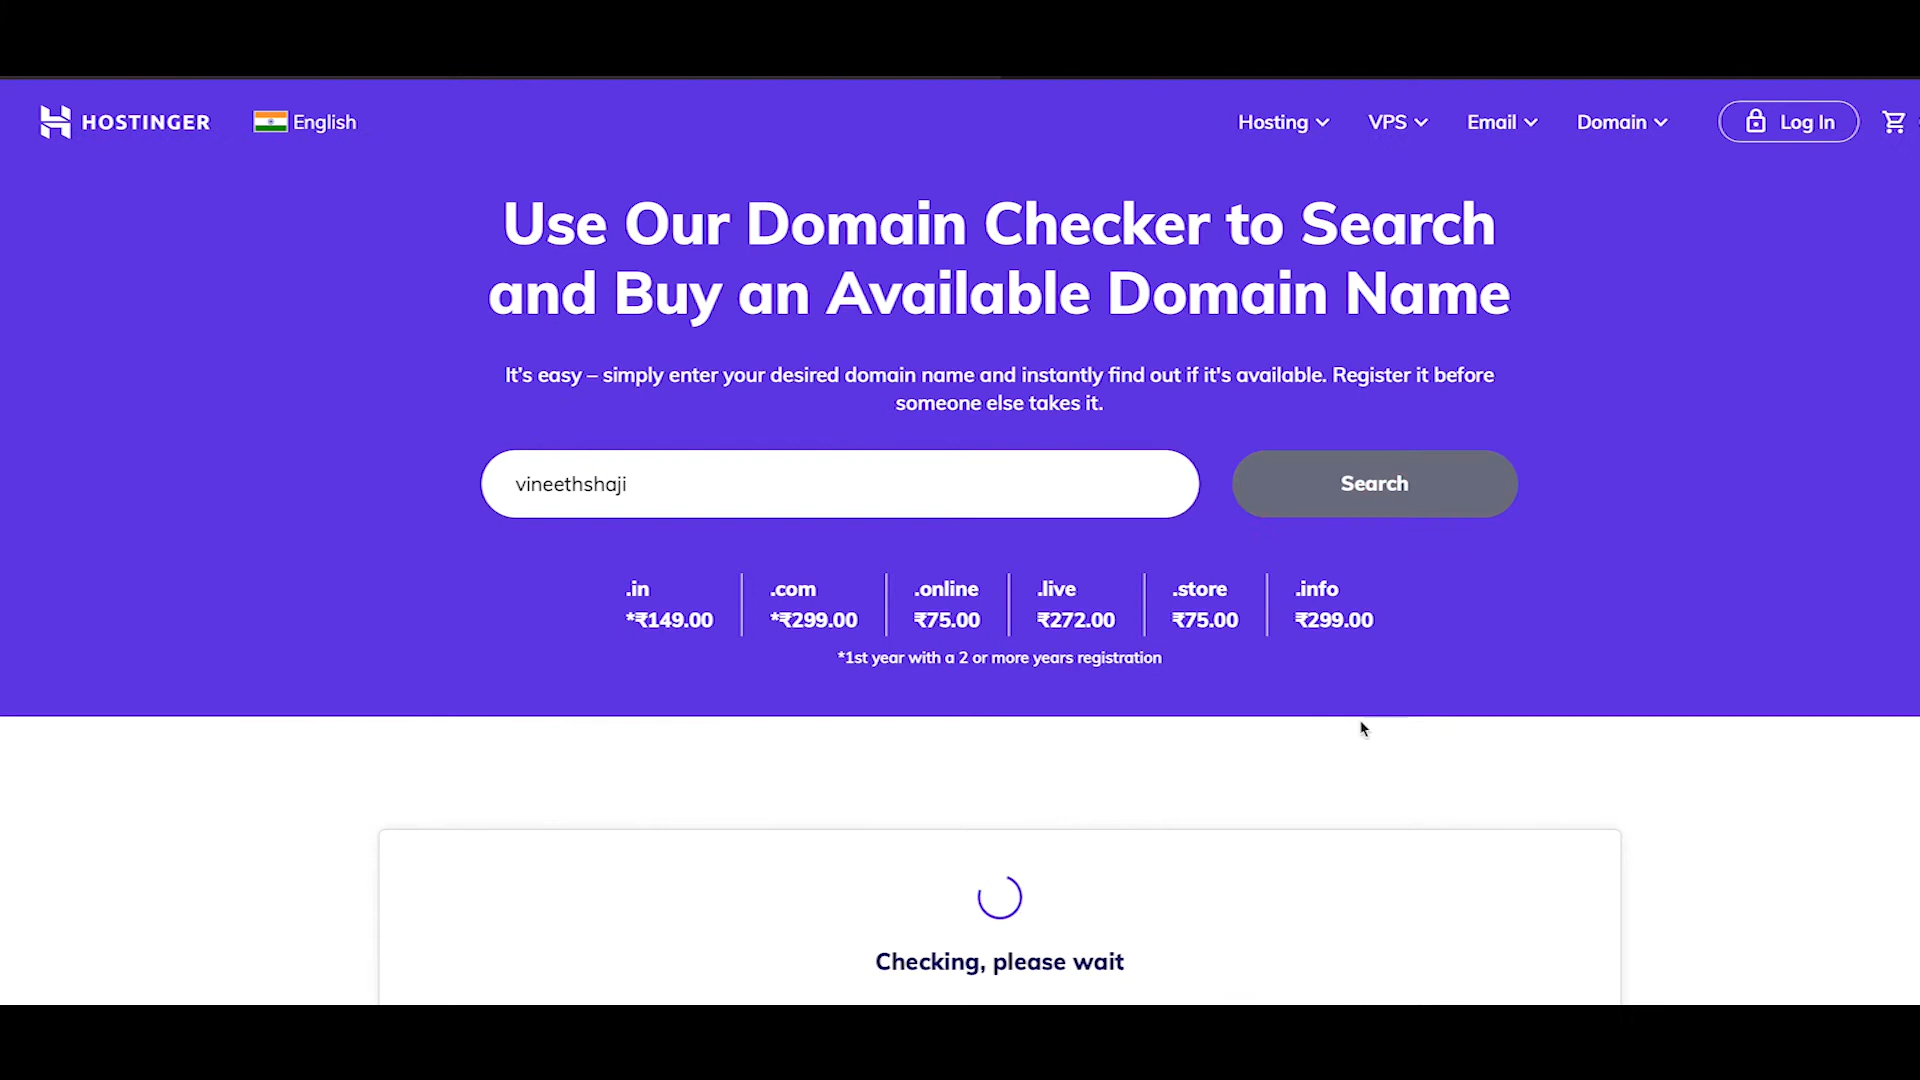 HOSTINGER English Hosting VPS Email Domain Log In
Use Our Domain Checker to Search
and Buy an Available Domain Name
It's easy – simply enter your desired domain name and instantly find out if it's available. Register it before
someone else takes it.
vineethshaji Search
.in .com .online .live .store .info
*₹149.00 *₹299.00 ₹75.00 ₹272.00 ₹75.00 ₹299.00
*1st year with a 2 or more years registration
Checking, please wait